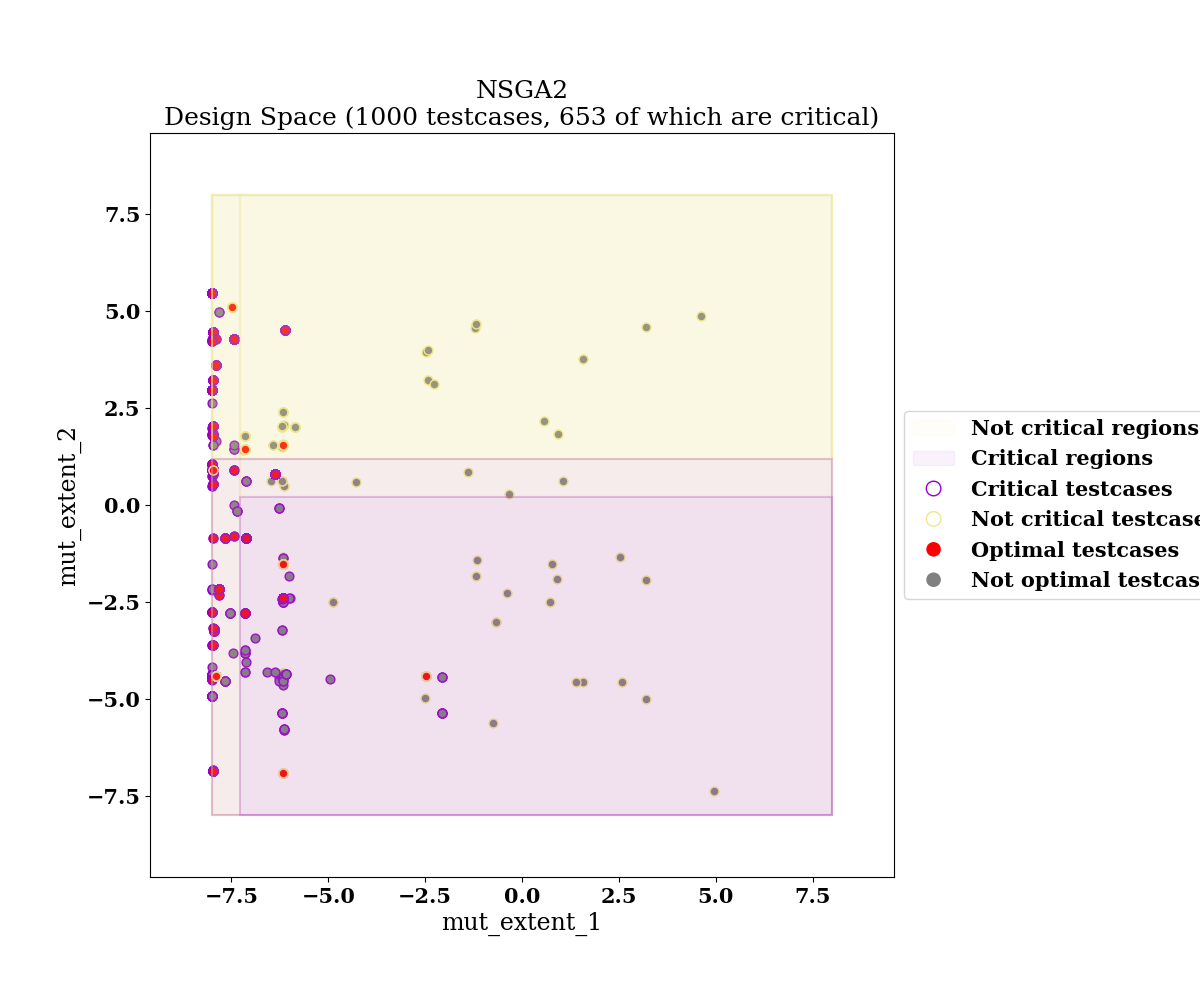 NSGA2
Design Space (1000 testcases, 653 of which are critical)
7.5
5.0
2.5
0.0
−2.5
−5.0
−7.5
mut_extent_2
−7.5 −5.0 −2.5 0.0 2.5 5.0 7.5
mut_extent_1
Not critical regions
Critical regions
Critical testcases
Not critical testcase
Optimal testcases
Not optimal testcas